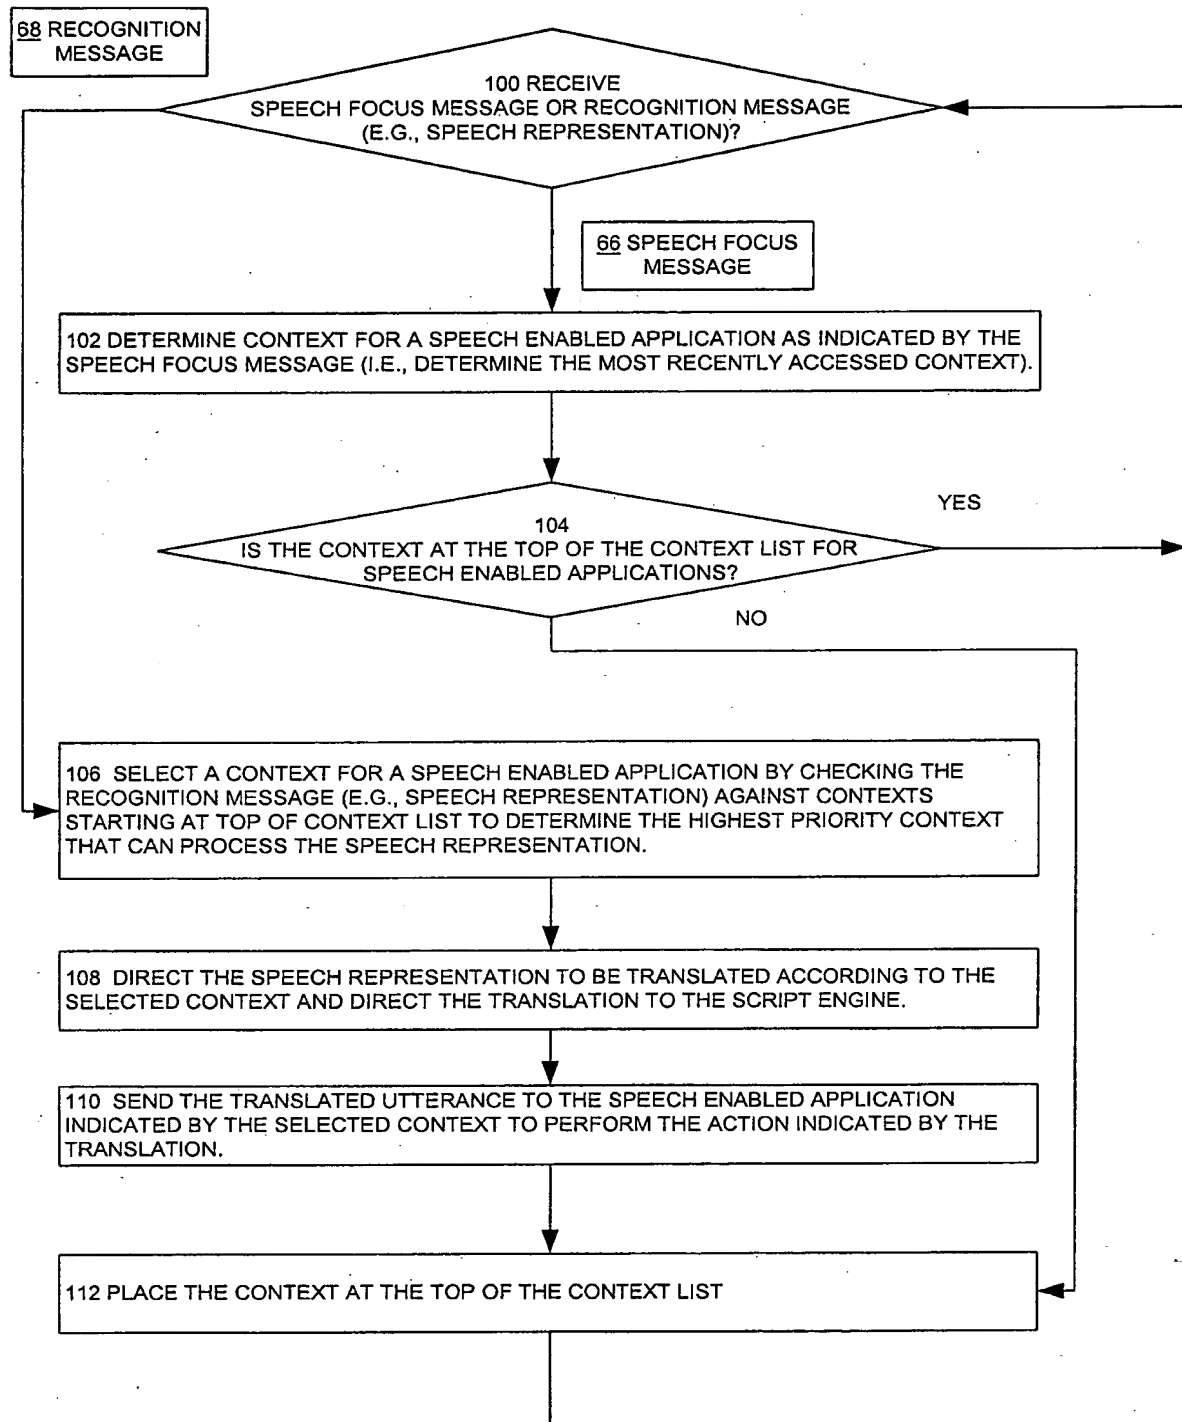 68 RECOGNITION
MESSAGE
100 RECEIVE
SPEECH FOCUS MESSAGE OR RECOGNITION MESSAGE
(E.G., SPEECH REPRESENTATION)?
66 SPEECH FOCUS
MESSAGE
102 DETERMINE CONTEXT FOR A SPEECH ENABLED APPLICATION AS INDICATED BY THE
SPEECH FOCUS MESSAGE (I.E., DETERMINE THE MOST RECENTLY ACCESSED CONTEXT).
YES
104
IS THE CONTEXT AT THE TOP OF THE CONTEXT LIST FOR
SPEECH ENABLED APPLICATIONS?
NO
106 SELECT A CONTEXT FOR A SPEECH ENABLED APPLICATION BY CHECKING THE
RECOGNITION MESSAGE (E.G., SPEECH REPRESENTATION) AGAINST CONTEXTS
STARTING AT TOP OF CONTEXT LIST TO DETERMINE THE HIGHEST PRIORITY CONTEXT
THAT CAN PROCESS THE SPEECH REPRESENTATION.
108 DIRECT THE SPEECH REPRESENTATION TO BE TRANSLATED ACCORDING TO THE
SELECTED CONTEXT AND DIRECT THE TRANSLATION TO THE SCRIPT ENGINE.
110 SEND THE TRANSLATED UTTERANCE TO THE SPEECH ENABLED APPLICATION
INDICATED BY THE SELECTED CONTEXT TO PERFORM THE ACTION INDICATED BY THE
TRANSLATION.
112 PLACE THE CONTEXT AT THE TOP OF THE CONTEXT LIST